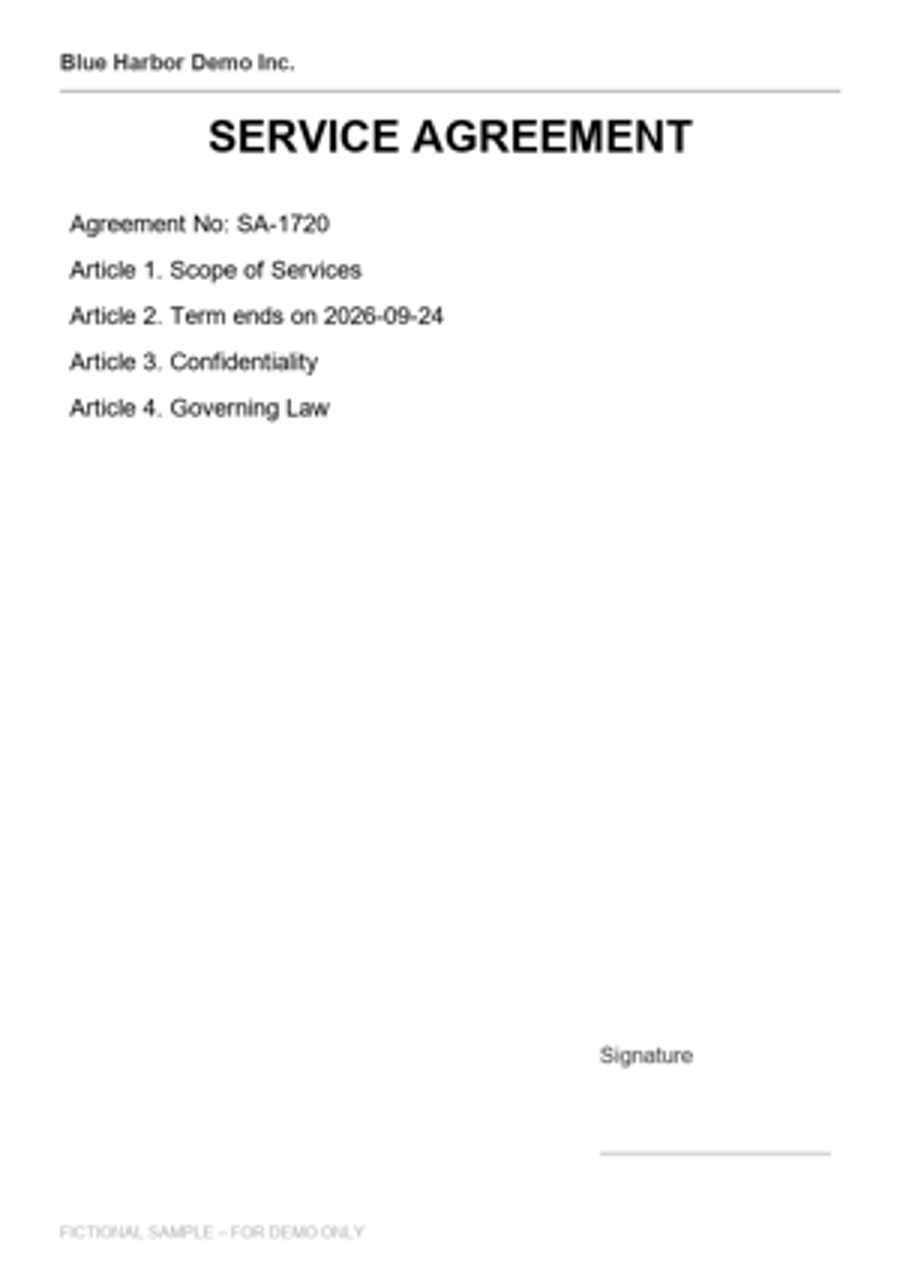 Blue Harbor Demo Inc.
SERVICE AGREEMENT
Agreement No: SA-1720
Article 1. Scope of Services
Article 2. Term ends on 2026-09-24
Article 3. Confidentiality
Article 4. Governing Law
Signature
FICTIONAL SAMPLE – FOR DEMO ONLY